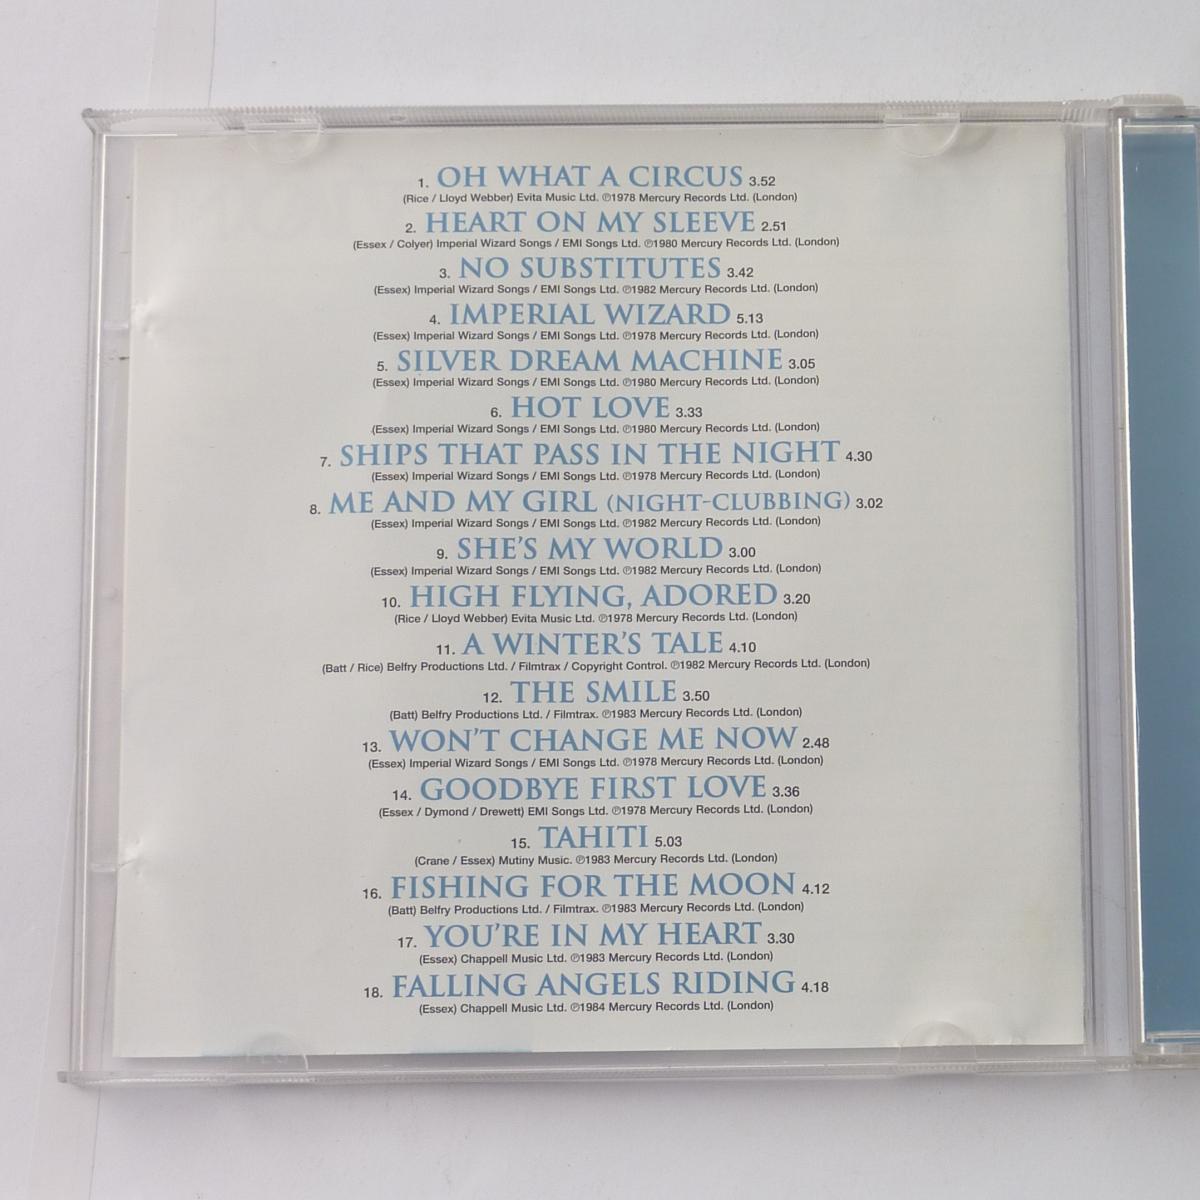 1. OH WHAT A CIRCUS 3.52
(Rice / Lloyd Webber) Evita Music Ltd. ℗1978 Mercury Records Ltd. (London)
2. HEART ON MY SLEEVE 2.51
(Essex / Colyer) Imperial Wizard Songs / EMI Songs Ltd. ℗1980 Mercury Records Ltd. (London)
3. NO SUBSTITUTES 3.42
(Essex) Imperial Wizard Songs / EMI Songs Ltd. ℗1982 Mercury Records Ltd. (London)
4. IMPERIAL WIZARD 5.13
(Essex) Imperial Wizard Songs / EMI Songs Ltd. ℗1978 Mercury Records Ltd. (London)
5. SILVER DREAM MACHINE 3.05
(Essex) Imperial Wizard Songs / EMI Songs Ltd. ℗1980 Mercury Records Ltd. (London)
6. HOT LOVE 3.33
(Essex) Imperial Wizard Songs / EMI Songs Ltd. ℗1980 Mercury Records Ltd. (London)
7. SHIPS THAT PASS IN THE NIGHT 4.30
(Essex) Imperial Wizard Songs / EMI Songs Ltd. ℗1978 Mercury Records Ltd. (London)
8. ME AND MY GIRL (NIGHT-CLUBBING) 3.02
(Essex) Imperial Wizard Songs / EMI Songs Ltd. ℗1982 Mercury Records Ltd. (London)
9. SHE'S MY WORLD 3.00
(Essex) Imperial Wizard Songs / EMI Songs Ltd. ℗1982 Mercury Records Ltd. (London)
10. HIGH FLYING, ADORED 3.20
(Rice / Lloyd Webber) Evita Music Ltd. ℗1978 Mercury Records Ltd. (London)
11. A WINTER'S TALE 4.10
(Batt / Rice) Belfry Productions Ltd. / Filmtrax / Copyright Control. ℗1982 Mercury Records Ltd. (London)
12. THE SMILE 3.50
(Batt) Belfry Productions Ltd. / Filmtrax. ℗1983 Mercury Records Ltd. (London)
13. WON'T CHANGE ME NOW 2.48
(Essex) Imperial Wizard Songs / EMI Songs Ltd. ℗1978 Mercury Records Ltd. (London)
14. GOODBYE FIRST LOVE 3.36
(Essex / Dymond / Drewett) EMI Songs Ltd. ℗1978 Mercury Records Ltd. (London)
15. TAHITI 5.03
(Crane / Essex) Mutiny Music. ℗1983 Mercury Records Ltd. (London)
16. FISHING FOR THE MOON 4.12
(Batt) Belfry Productions Ltd. / Filmtrax. ℗1983 Mercury Records Ltd. (London)
17. YOU'RE IN MY HEART 3.30
(Essex) Chappell Music Ltd. ℗1983 Mercury Records Ltd. (London)
18. FALLING ANGELS RIDING 4.18
(Essex) Chappell Music Ltd. ℗1984 Mercury Records Ltd. (London)